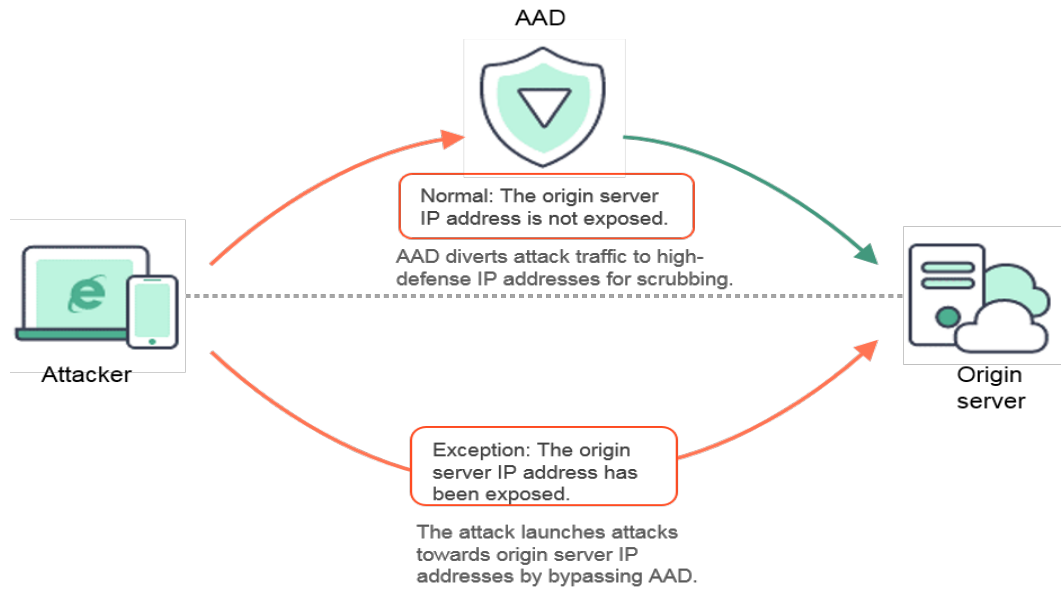 AAD
Normal: The origin server
IP address is not exposed.
AAD diverts attack traffic to high-
defense IP addresses for scrubbing.
Attacker
Origin
server
Exception: The origin
server IP address has
been exposed.
The attack launches attacks
towards origin server IP
addresses by bypassing AAD.